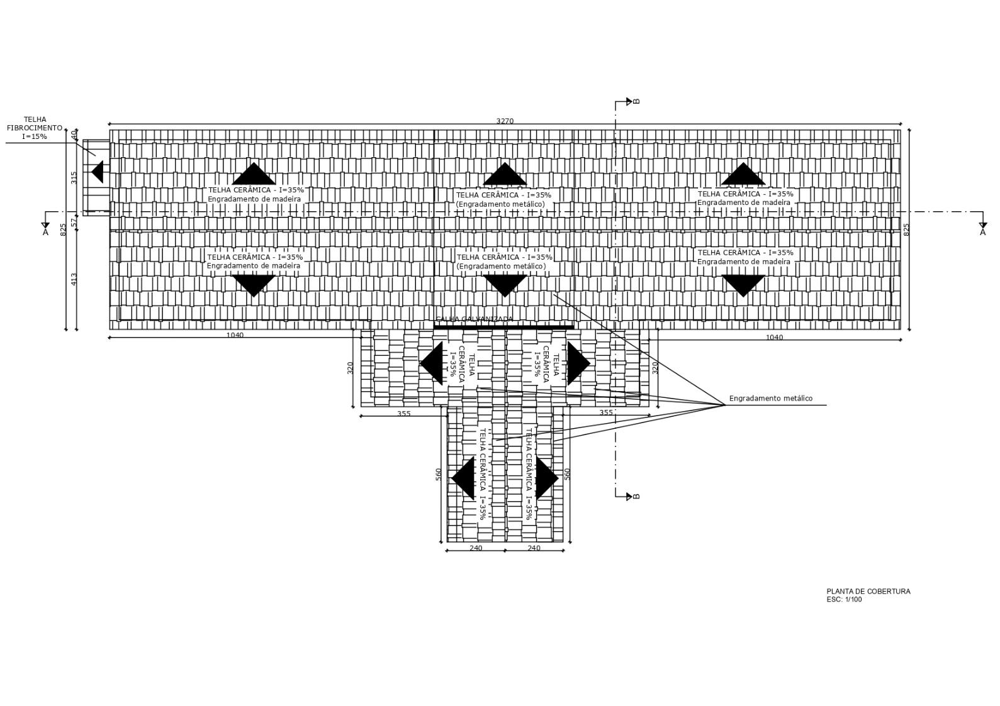 B
3270
TELHA
FIBROCIMENTO
I=15%
40
315
57
413
825
825
A
A
TELHA CERÂMICA - I=35%
Engradamento de madeira
TELHA CERÂMICA - I=35%
(Engradamento metálico)
TELHA CERÂMICA - I=35%
Engradamento de madeira
TELHA CERÂMICA - I=35%
Engradamento de madeira
TELHA CERÂMICA - I=35%
(Engradamento metálico)
TELHA CERÂMICA - I=35%
Engradamento de madeira
CALHA GALVANIZADA
1040
1040
320
TELHA
CERÂMICA
I=35%
TELHA
CERÂMICA
I=35%
320
Engradamento metálico
355
355
590
TELHA CERÂMICA I=35%
TELHA CERÂMICA I=35%
590
B
240
240
PLANTA DE COBERTURA
ESC: 1/100